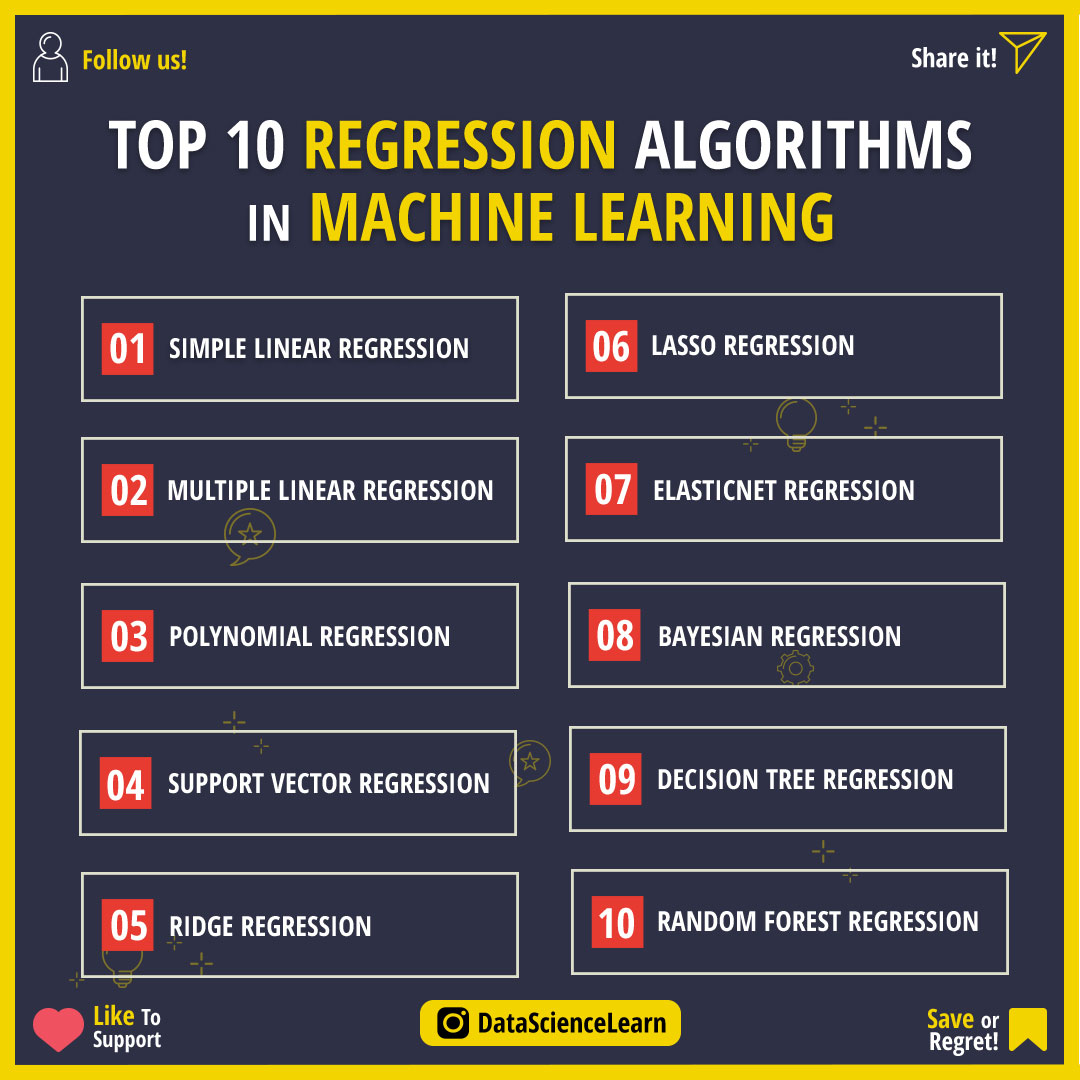 Follow us!
Share it!
TOP 10 REGRESSION ALGORITHMS
IN MACHINE LEARNING
01 SIMPLE LINEAR REGRESSION
02 MULTIPLE LINEAR REGRESSION
03 POLYNOMIAL REGRESSION
04 SUPPORT VECTOR REGRESSION
05 RIDGE REGRESSION
06 LASSO REGRESSION
07 ELASTICNET REGRESSION
08 BAYESIAN REGRESSION
09 DECISION TREE REGRESSION
10 RANDOM FOREST REGRESSION
Like To
Support
DataScienceLearn
Save or
Regret!